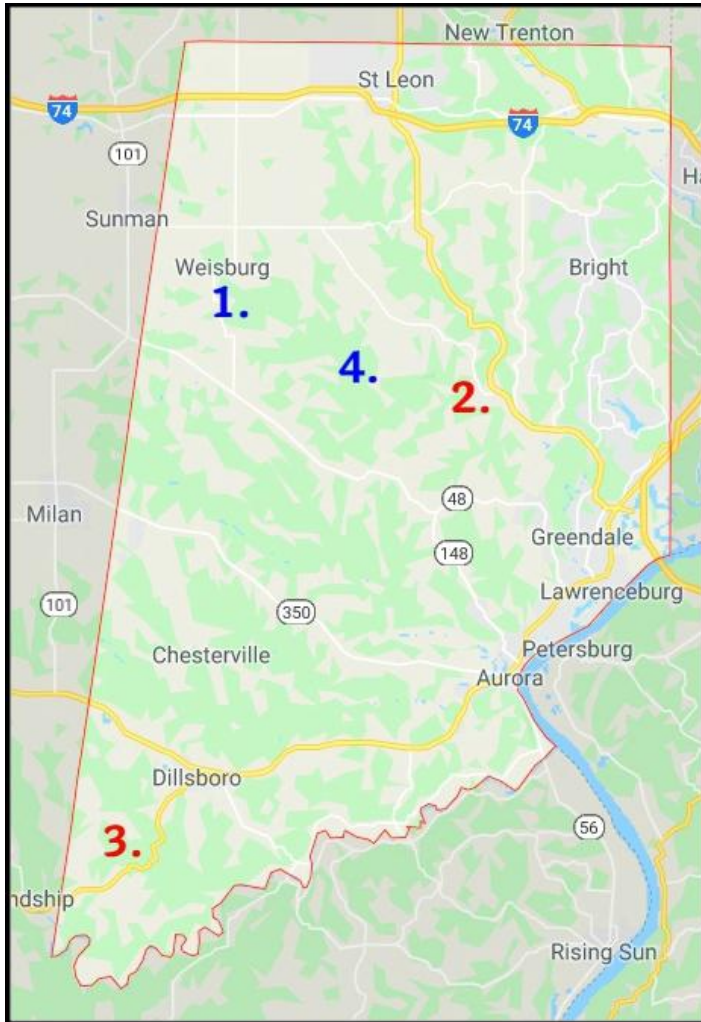 New Trenton
St Leon
74
74
101
Sunman
Weisburg
Bright
1.
4.
2.
48
Milan
Greendale
148
101
Lawrenceburg
350
Chesterville
Petersburg
Aurora
Dillsboro
56
3.
ndship
Rising Sun
Ha